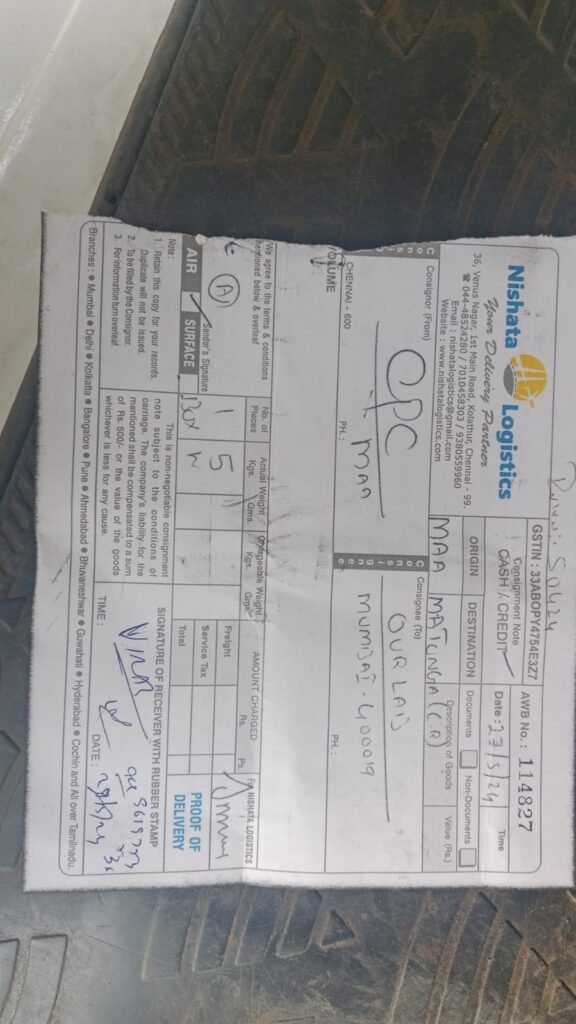 Nishata Logistics
Your Delivery Partner
36, Venus Nagar, 1st Main Road, Kolathur, Chennai - 99.
☎ 044-48524280 / 7010458303 / 9380559960
Email : nishatalogistics@gmail.com
Website : www.nishatalogistics.com
50424
GSTIN : 33ABOPY4754E3Z7
Consignment Note
CASH / CREDIT
AWB No.: 114827
Date : 27/5/24
Time
ORIGIN
DESTINATION
Documents
Non-Documents
MAA
MATUNGA (C.R)
Description of Goods
Value (Rs.)
Consignor (From)
CPC
MAA
CHENNAI - 600
PH. :
VOLUME
Consignee (To)
OUR LAD
MUMBAI - 400019
PH. :
We agree to the terms & conditions
mentioned below & overleaf
A
Sender's Signature
AIR
SURFACE
No. of
Pieces
Actual Weight
Kgs. Gms.
Chargeable Weight
Kgs. Gms.
1
5
Box
AMOUNT CHARGED
Rs. Ps.
Freight
Service Tax
Total
For NISHATA LOGISTICS
PROOF OF
DELIVERY
Note:
1. Retain this copy for your records.
Duplicate will not be issued.
2. To be filled by the Consignor.
3. For information turn overleaf.
This is non-negotiable consignment
note subject to the conditions of
carriage. The company's liability for the
mentioned shall be compensated to a sum
of Rs. 500/- or the value of the goods
whichever is less for any cause.
SIGNATURE OF RECEIVER WITH RUBBER STAMP
TIME :
DATE :
Branches : ● Mumbai ● Delhi ● Kolkatta ● Bangalore ● Pune ● Ahmedabad ● Bhuvaneshwar ● Guwahati ● Hyderabad ● Cochin and All over Tamilnadu.